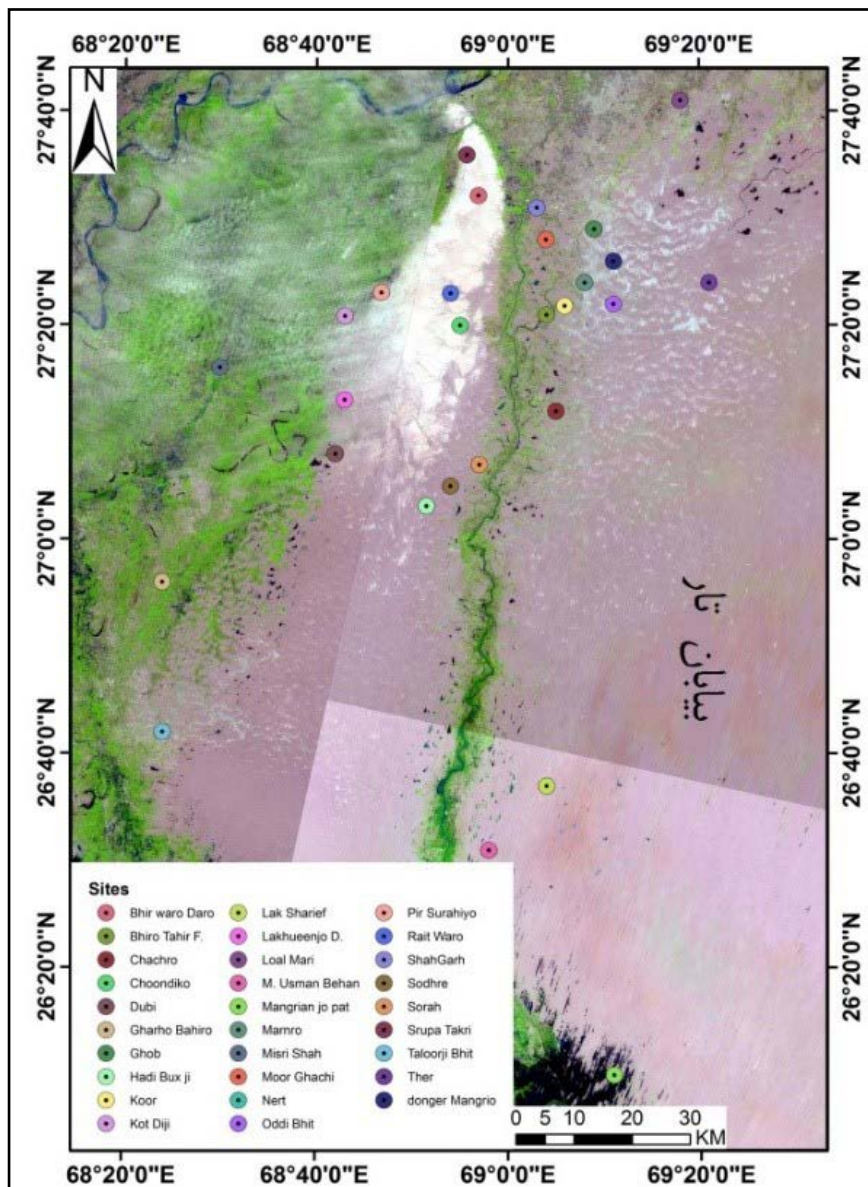 68°20'0"E 68°40'0"E 69°0'0"E 69°20'0"E
N
27°40'0"N 27°40'0"N
27°20'0"N 27°20'0"N
27°0'0"N 27°0'0"N
بيابان تار
26°40'0"N 26°40'0"N
26°20'0"N 26°20'0"N
Sites
Bhir waro Daro Lak Sharief Pir Surahiyo
Bhiro Tahir F. Lakhueenjo D. Rait Waro
Chachro Loal Mari ShahGarh
Choondiko M. Usman Behan Sodhre
Dubi Mangrian jo pat Sorah
Gharho Bahiro Marnro Srupa Takri
Ghob Misri Shah Taloorji Bhit
Hadi Bux ji Moor Ghachi Ther
Koor Nert donger Mangrio
Kot Diji Oddi Bhit
0 5 10 20 30
KM
68°20'0"E 68°40'0"E 69°0'0"E 69°20'0"E